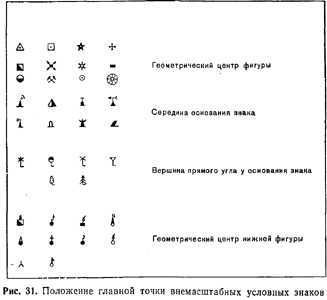 Геометрический центр фигуры
Середина основания знака
Вершина прямого угла у основания знака
Геометрический центр нижней фигуры
Рис. 31. Положение главной точки внемасштабных условных знаков